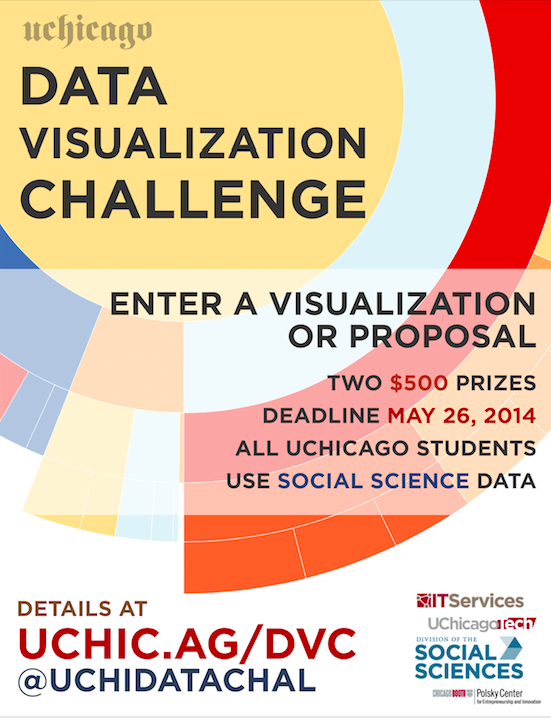 uchicago
DATA
VISUALIZATION
CHALLENGE
ENTER A VISUALIZATION
OR PROPOSAL
TWO $500 PRIZES
DEADLINE MAY 26, 2014
ALL UCHICAGO STUDENTS
USE SOCIAL SCIENCE DATA
DETAILS AT
UCHIC.AG/DVC
@UCHIDATACHAL
ITServices
UChicagoTech
DIVISION OF THE
SOCIAL
SCIENCES
CHICAGO BOOTH Polsky Center
for Entrepreneurship and Innovation